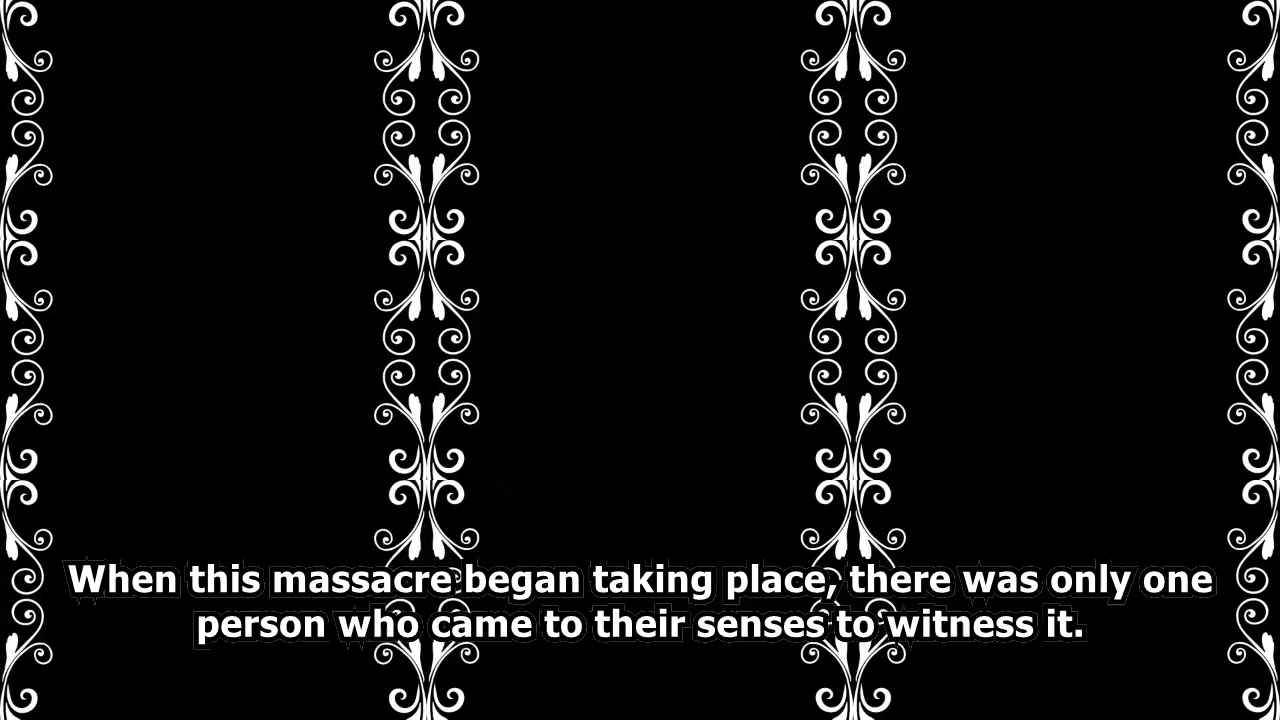 When this massacre began taking place, there was only one
person who came to their senses to witness it.